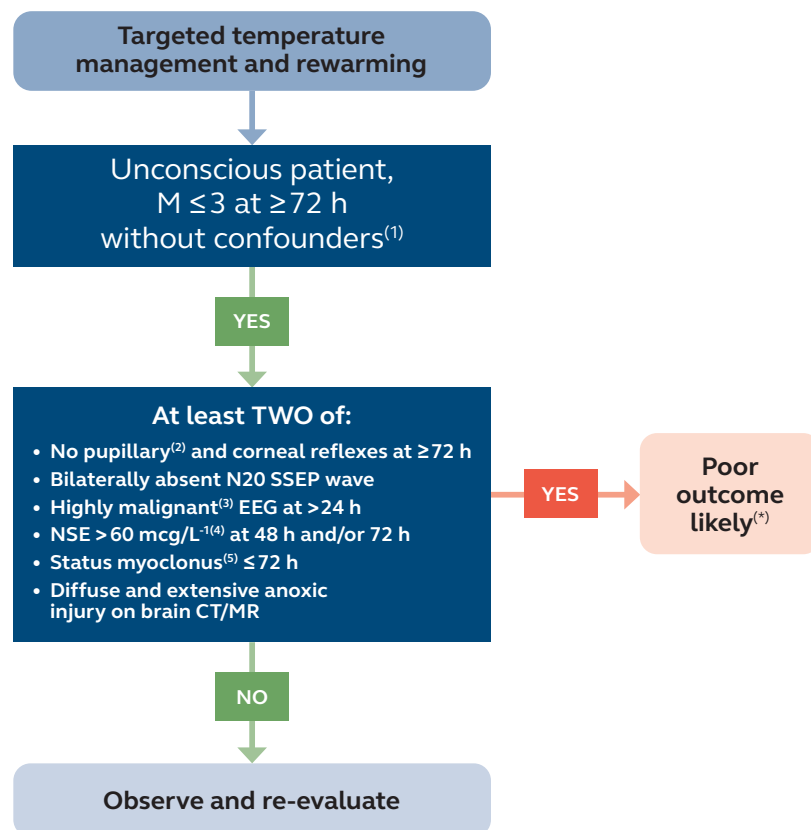 Targeted temperature
management and rewarming
Unconscious patient,
M ≤ 3 at ≥ 72 h
without confounders(1)
YES
At least TWO of:
• No pupillary(2) and corneal reflexes at ≥ 72 h
• Bilaterally absent N20 SSEP wave
• Highly malignant(3) EEG at > 24 h
• NSE > 60 mcg/L-1(4) at 48 h and/or 72 h
• Status myoclonus(5) ≤ 72 h
• Diffuse and extensive anoxic
injury on brain CT/MR
YES
Poor
outcome
likely(*)
NO
Observe and re-evaluate